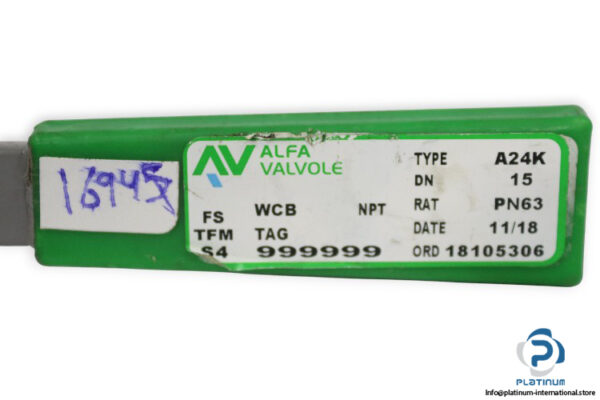 16945
AV ALFA VALVOLE
TYPE A24K
DN 15
FS WCB NPT RAT PN63
TFM TAG DATE 11/18
S4 999999 ORD 18105306
PLATINUM
Info@platinum-international.store